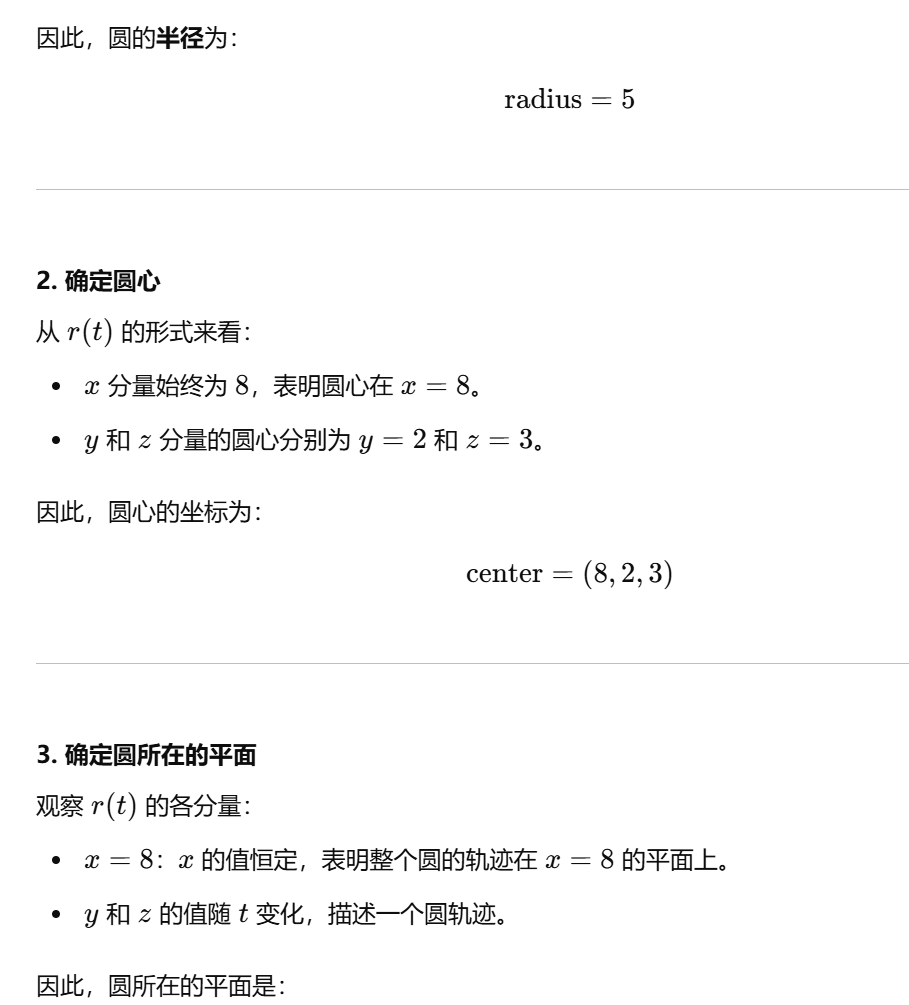 因此，圆的半径为：
radius = 5
2. 确定圆心
从 r(t) 的形式来看：
• x 分量始终为 8，表明圆心在 x = 8。
• y 和 z 分量的圆心分别为 y = 2 和 z = 3。
因此，圆心的坐标为：
center = (8, 2, 3)
3. 确定圆所在的平面
观察 r(t) 的各分量：
• x = 8：x 的值恒定，表明整个圆的轨迹在 x = 8 的平面上。
• y 和 z 的值随 t 变化，描述一个圆轨迹。
因此，圆所在的平面是：